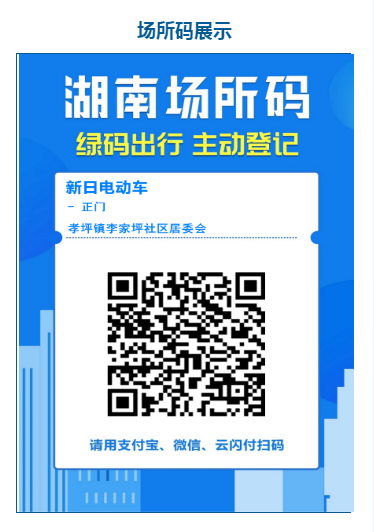 场所码展示
湖南场所码
绿码出行 主动登记
新日电动车
- 正门
孝坪镇李家坪社区居委会
请用支付宝、微信、云闪付扫码